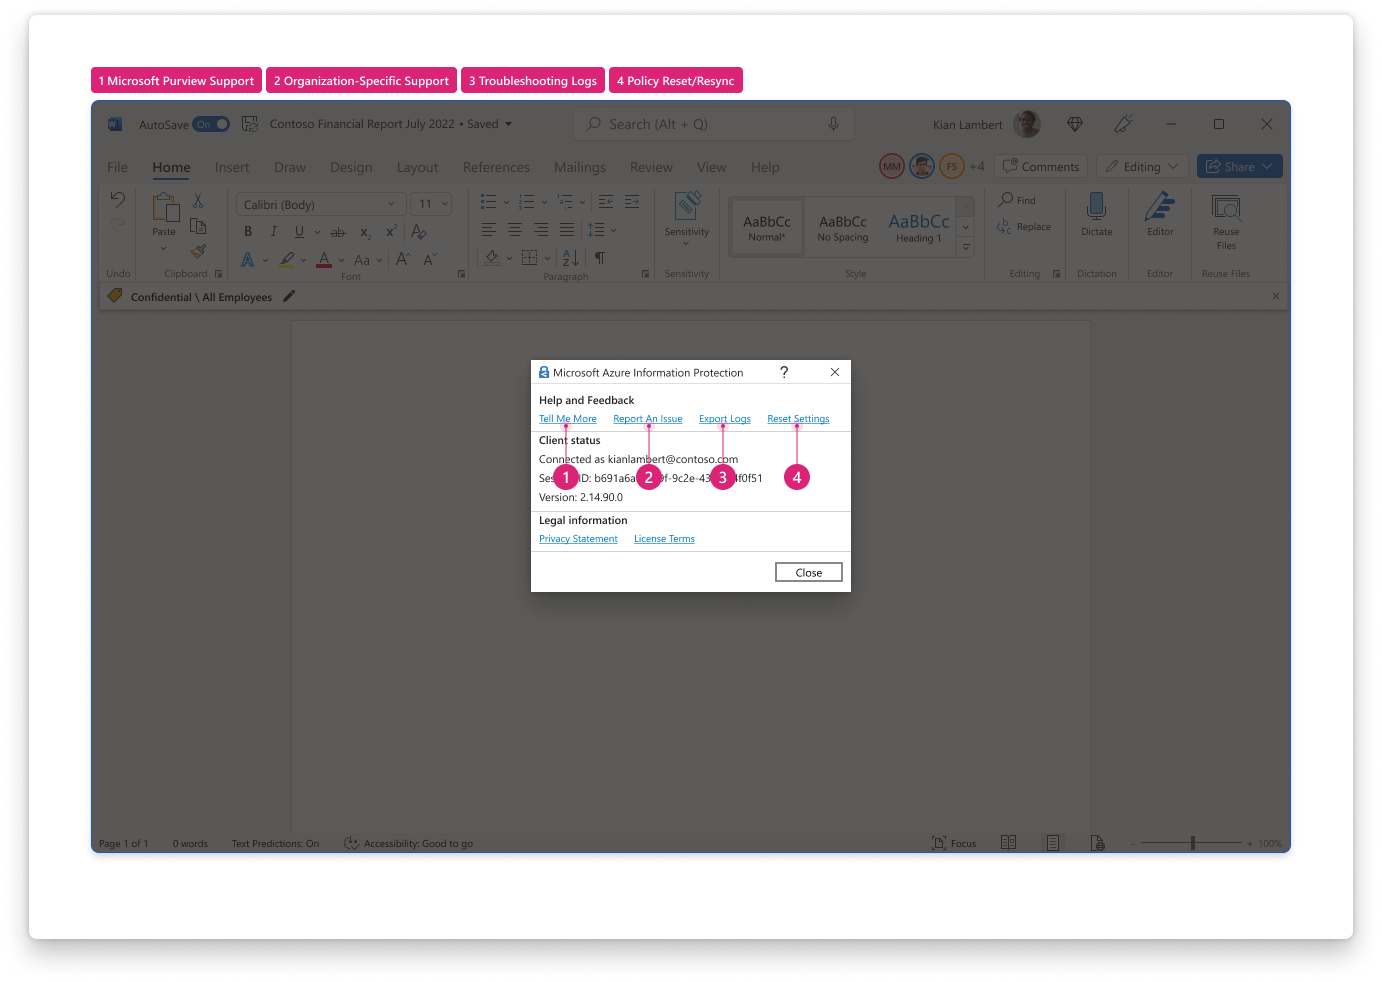 1 Microsoft Purview Support 2 Organization-Specific Support 3 Troubleshooting Logs 4 Policy Reset/Resync
AutoSave On Contoso Financial Report July 2022 • Saved Search (Alt + Q) Kian Lambert
File Home Insert Draw Design Layout References Mailings Review View Help MM FS +4 Comments Editing Share
Paste
Undo
Clipboard
Calibri (Body) 11
B I U ab x₂ x² A
A A Aa A A
Font
Paragraph
Sensitivity
Sensitivity
AaBbCc AaBbCc AaBbCc
Normal* No Spacing Heading 1
Style
Find
Replace
Editing
Dictate
Dictation
Editor
Editor
Reuse
Files
Reuse Files
Confidential \ All Employees
Microsoft Azure Information Protection ?
Help and Feedback
Tell Me More Report An Issue Export Logs Reset Settings
Client status
Connected as kianlambert@contoso.com
1 2 3 4
Version: 2.14.90.0
Legal information
Privacy Statement License Terms
Close
Page 1 of 1 0 words Text Predictions: On Accessibility: Good to go Focus - + 100%